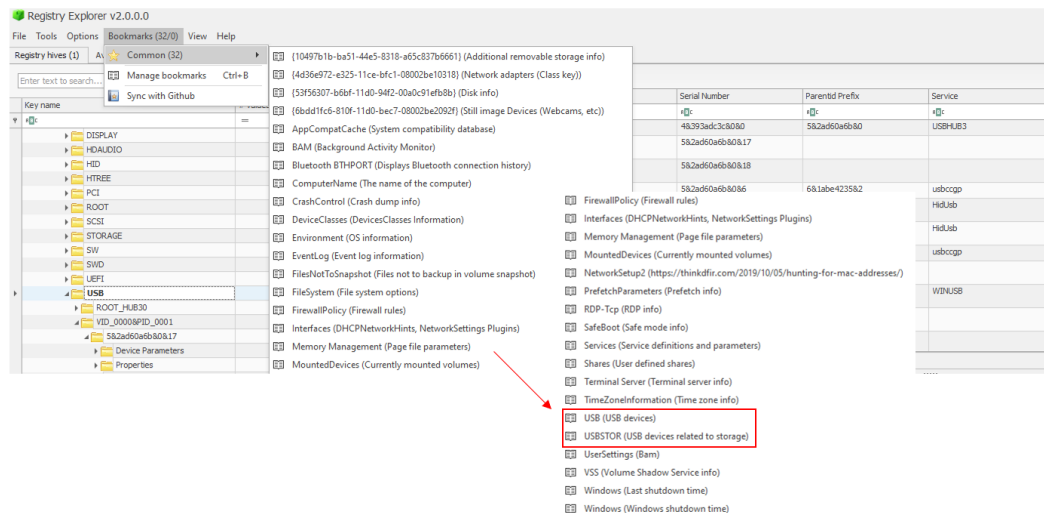 Registry Explorer v2.0.0.0
File Tools Options Bookmarks (32/0) View Help
Registry hives (1) Av
Common (32)
Enter text to search...
Manage bookmarks Ctrl+B
Sync with Github
Key name
=
DISPLAY
HDAUDIO
HID
HTREE
PCI
ROOT
SCSI
STORAGE
SW
SWD
UEFI
USB
ROOT_HUB30
VID_0000&PID_0001
5&2ad60a6b&0&17
Device Parameters
Properties
{10497b1b-ba51-44e5-8318-a65c837b6661} (Additional removable storage info)
{4d36e972-e325-11ce-bfc1-08002be10318} (Network adapters (Class key))
{53f56307-b6bf-11d0-94f2-00a0c91efb8b} (Disk info)
{6bdd1fc6-810f-11d0-bec7-08002be2092f} (Still image Devices (Webcams, etc))
AppCompatCache (System compatibility database)
BAM (Background Activity Monitor)
Bluetooth BTHPORT (Displays Bluetooth connection history)
ComputerName (The name of the computer)
CrashControl (Crash dump info)
DeviceClasses (DevicesClasses Information)
Environment (OS information)
EventLog (Event log information)
FilesNotToSnapshot (Files not to backup in volume snapshot)
FileSystem (File system options)
FirewallPolicy (Firewall rules)
Interfaces (DHCPNetworkHints, NetworkSettings Plugins)
Memory Management (Page file parameters)
MountedDevices (Currently mounted volumes)
Serial Number Parentid Prefix Service
4&393adc3c&0&0 5&2ad60a6b&0 USBHUB3
5&2ad60a6b&0&17
5&2ad60a6b&0&18
5&2ad60a6b&0&6 6&1abe4235&2 usbccgp
HidUsb
HidUsb
usbccgp
WINUSB
FirewallPolicy (Firewall rules)
Interfaces (DHCPNetworkHints, NetworkSettings Plugins)
Memory Management (Page file parameters)
MountedDevices (Currently mounted volumes)
NetworkSetup2 (https://thinkdfir.com/2019/10/05/hunting-for-mac-addresses/)
PrefetchParameters (Prefetch info)
RDP-Tcp (RDP info)
SafeBoot (Safe mode info)
Services (Service definitions and parameters)
Shares (User defined shares)
Terminal Server (Terminal server info)
TimeZoneInformation (Time zone info)
USB (USB devices)
USBSTOR (USB devices related to storage)
UserSettings (Bam)
VSS (Volume Shadow Service info)
Windows (Last shutdown time)
Windows (Windows shutdown time)